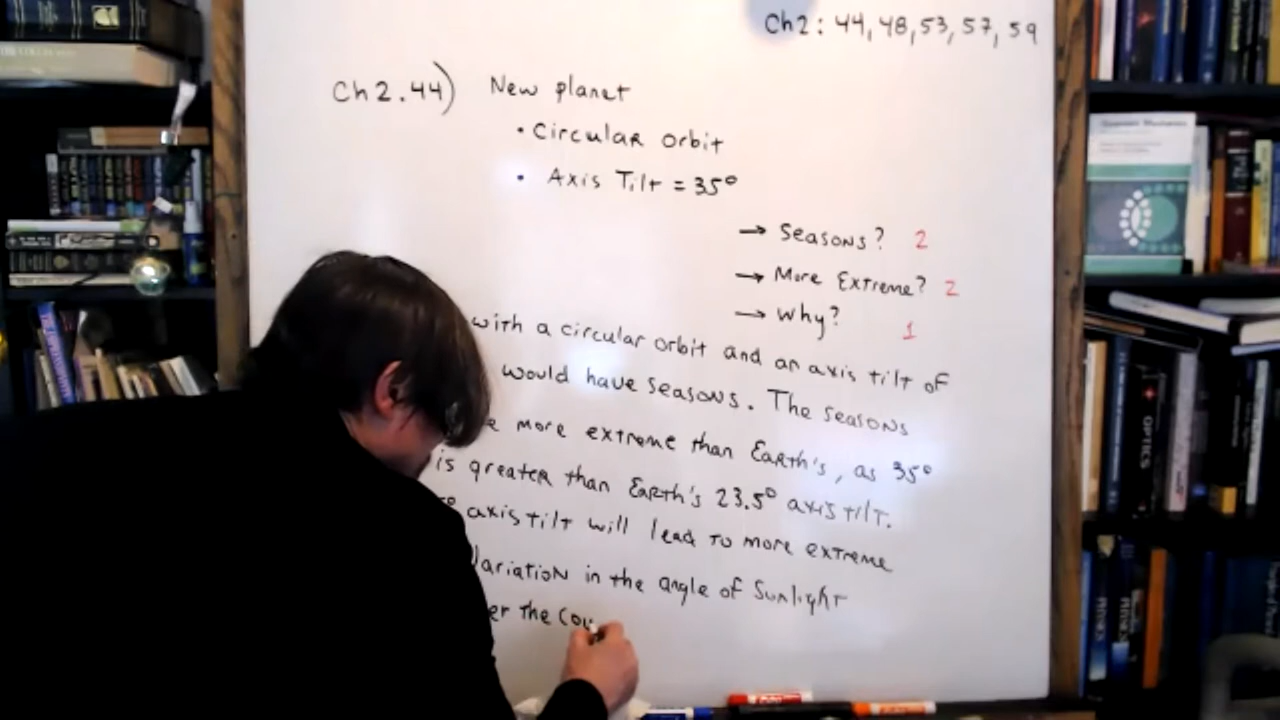 Ch2: 44, 48, 53, 57, 59
Ch2.44) New planet
• Circular orbit
• Axis Tilt = 35°
→ Seasons? 2
→ More Extreme? 2
→ Why? 1
with a circular orbit and an axis tilt of
would have seasons. The seasons
more extreme than Earth's, as 35°
is greater than Earth's 23.5° axis tilt.
axis tilt will lead to more extreme
variation in the angle of Sunlight
er the cou
OPTICS